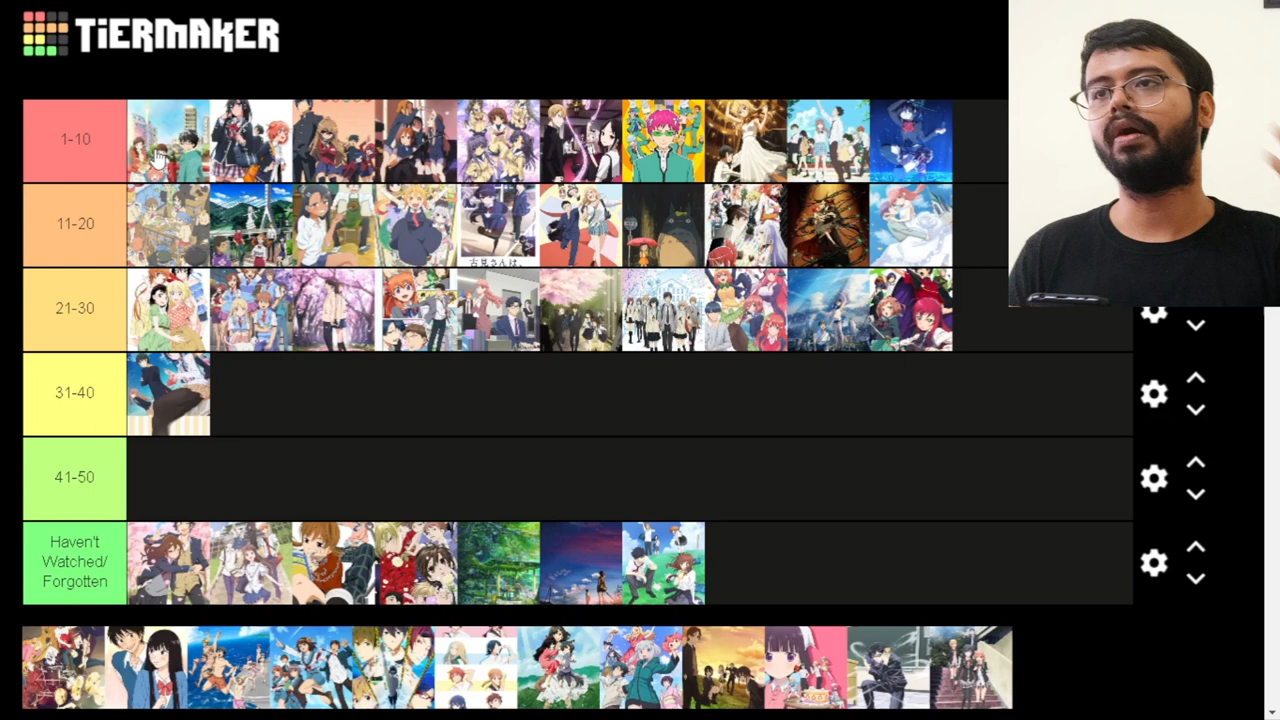 TiERMAKER
1-10
11-20
古見さんは、
21-30
31-40
41-50
Haven't
Watched/
Forgotten